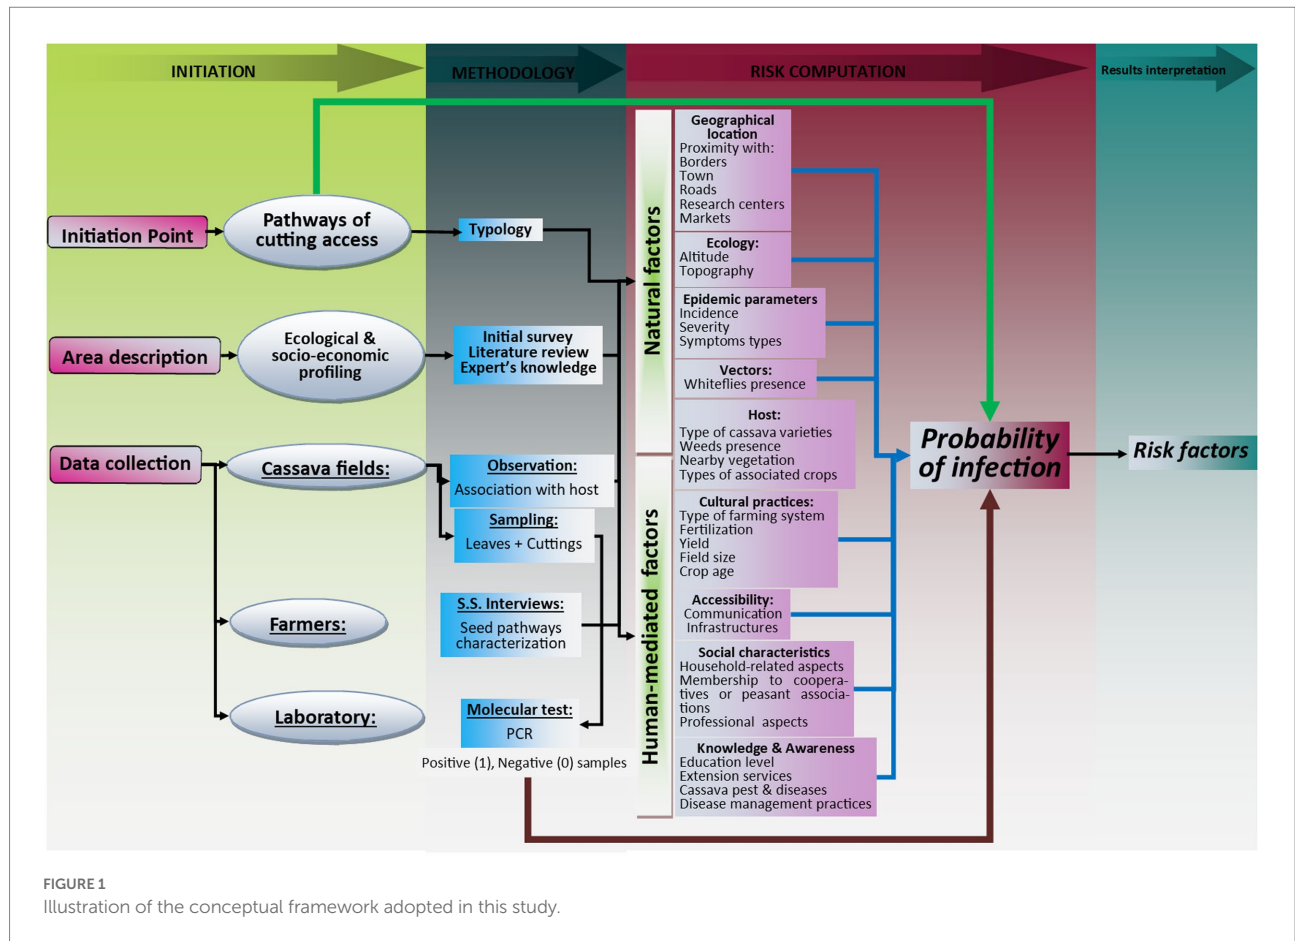 INITIATION
METHODOLOGY
RISK COMPUTATION
Results interpretation
Initiation Point
Pathways of
cutting access
Typology
Area description
Ecological &
socio-economic
profiling
Initial survey
Literature review
Expert's knowledge
Data collection
Cassava fields:
Observation:
Association with host
Sampling:
Leaves + Cuttings
Farmers:
S.S. Interviews:
Seed pathways
characterization
Laboratory:
Molecular test:
PCR
Positive (1), Negative (0) samples
Natural factors
Human-mediated factors
Geographical
location
Proximity with:
Borders
Town
Roads
Research centers
Markets
Ecology:
Altitude
Topography
Epidemic parameters
Incidence
Severity
Symptoms types
Vectors:
Whiteflies presence
Host:
Type of cassava varieties
Weeds presence
Nearby vegetation
Types of associated crops
Cultural practices:
Type of farming system
Fertilization
Yield
Field size
Crop age
Accessibility:
Communication
Infrastructures
Social characteristics
Household-related aspects
Membership to coopera-
tives or peasant associa-
tions
Professional aspects
Knowledge & Awareness
Education level
Extension services
Cassava pest & diseases
Disease management practices
Probability
of infection
Risk factors
FIGURE 1
Illustration of the conceptual framework adopted in this study.